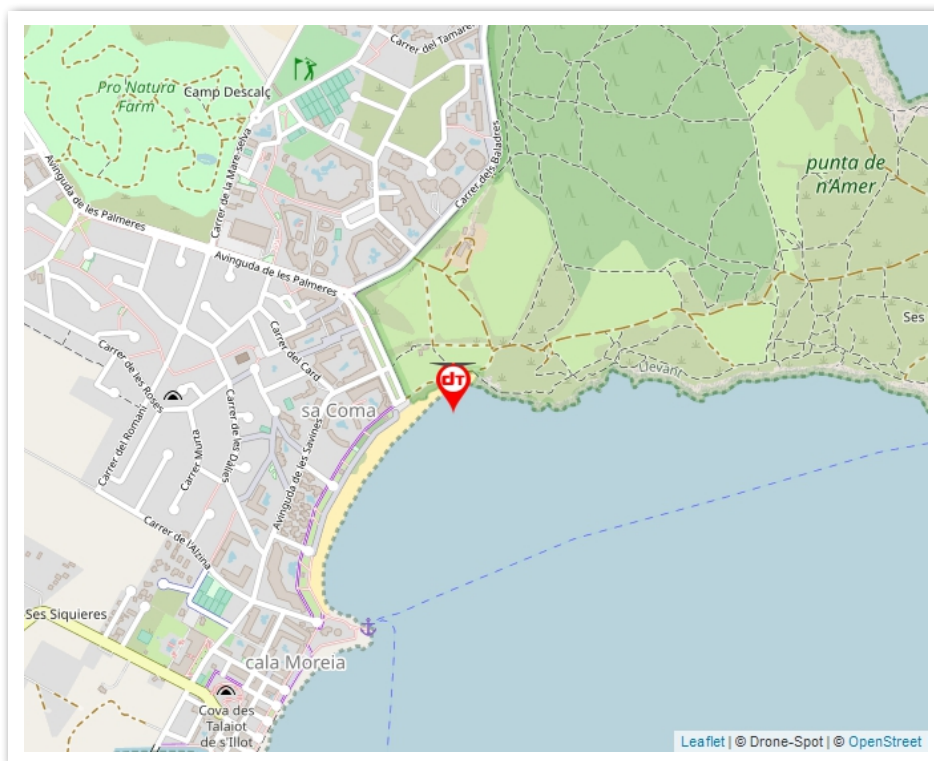 Carrer del Tamare
Pro Natura
Farm
Camp Descalç
Carrer de la Mare-selva
Carrer dels Baladres
punta de
n'Amer
Avinguda de les Palmeres
Avinguda de les Palmeres
Ses
Llevant
Carrer del Card
Carrer de les Roses
sa Coma
dT
Carrer del Romaní
Carrer Murta
Carrer de les Dàlies
Avinguda de les Savines
Carrer de l'Alzina
Ses Siquieres
cala Moreia
Cova des
Talaiot
de s'Illot
Leaflet | © Drone-Spot | © OpenStreet